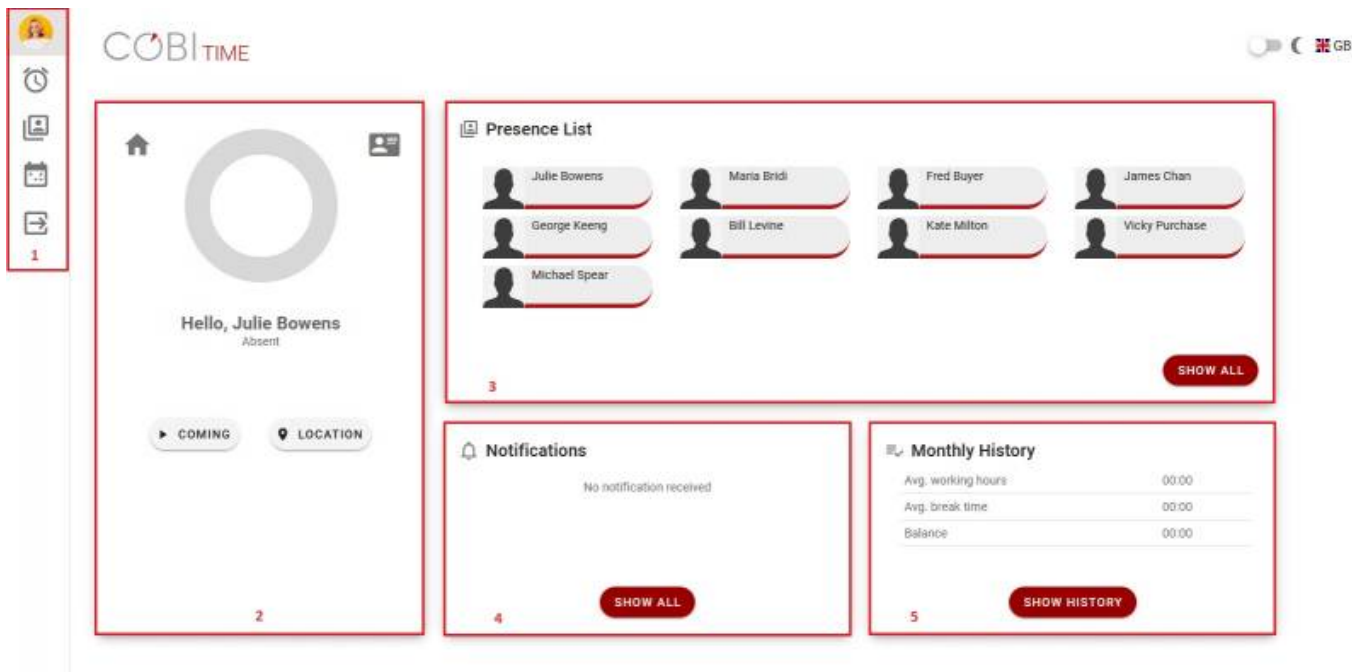 COBI TIME
GB
1
Hello, Julie Bowens
Absent
COMING
LOCATION
2
Presence List
Julie Bowens
Maria Bridi
Fred Buyer
James Chan
George Keeng
Bill Levine
Kate Milton
Vicky Purchase
Michael Spear
SHOW ALL
3
Notifications
No notification received
SHOW ALL
4
Monthly History
Avg. working hours 00:00
Avg. break time 00:00
Balance 00:00
SHOW HISTORY
5